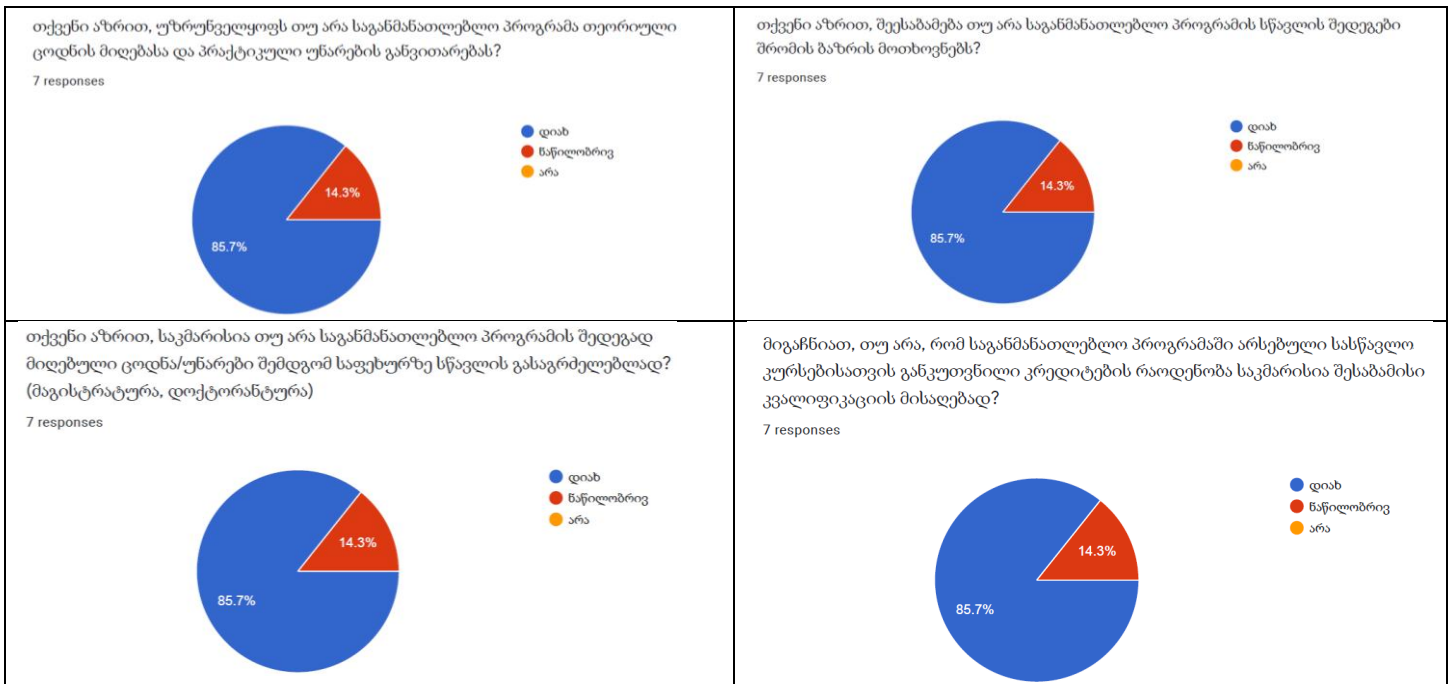 თქვენი აზრით, უზრუნველყოფს თუ არა საგანმანათლებლო პროგრამა თეორიული
ცოდნის მიღებასა და პრაქტიკული უნარების განვითარებას?
7 responses
დიახ
ნაწილობრივ
არა
14.3%
85.7%
თქვენი აზრით, შეესაბამება თუ არა საგანმანათლებლო პროგრამის სწავლის შედეგები
შრომის ბაზრის მოთხოვნებს?
7 responses
დიახ
ნაწილობრივ
არა
14.3%
85.7%
თქვენი აზრით, საკმარისია თუ არა საგანმანათლებლო პროგრამის შედეგად
მიღებული ცოდნა/უნარები შემდგომ საფეხურზე სწავლის გასაგრძელებლად?
(მაგისტრატურა, დოქტორანტურა)
7 responses
დიახ
ნაწილობრივ
არა
14.3%
85.7%
მიგაჩნიათ, თუ არა, რომ საგანმანათლებლო პროგრამაში არსებული სასწავლო
კურსებისათვის განკუთვნილი კრედიტების რაოდენობა საკმარისია შესაბამისი
კვალიფიკაციის მისაღებად?
7 responses
დიახ
ნაწილობრივ
არა
14.3%
85.7%